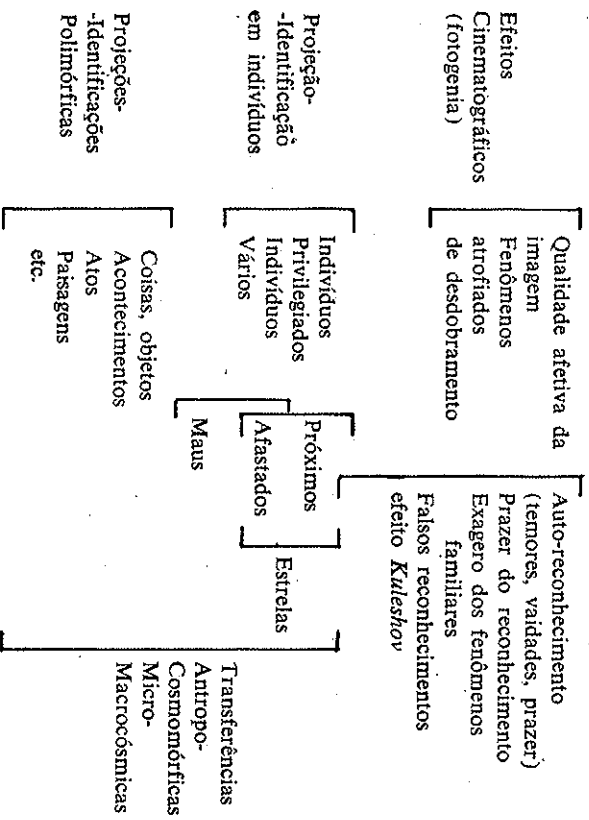 Efeitos
Cinematográficos
(fotogenia)
Qualidade afetiva da
imagem
Fenômenos
atrofiados
de desdobramento
Auto-reconhecimento
(temores, vaidades, prazer)
Prazer do reconhecimento
Exagero dos fenômenos
familiares
Falsos reconhecimentos
efeito Kuleshov
Projeção-
-Identificação
em indivíduos
Indivíduos
Privilegiados
Indivíduos
Vários
Próximos
Afastados
Maus
Estrelas
Projeções-
-Identificações
Polimórficas
Coisas, objetos
Acontecimentos
Atos
Paisagens
etc.
Transferências
Antropo-
Cosmomórficas
Micro-
Macrocósmicas